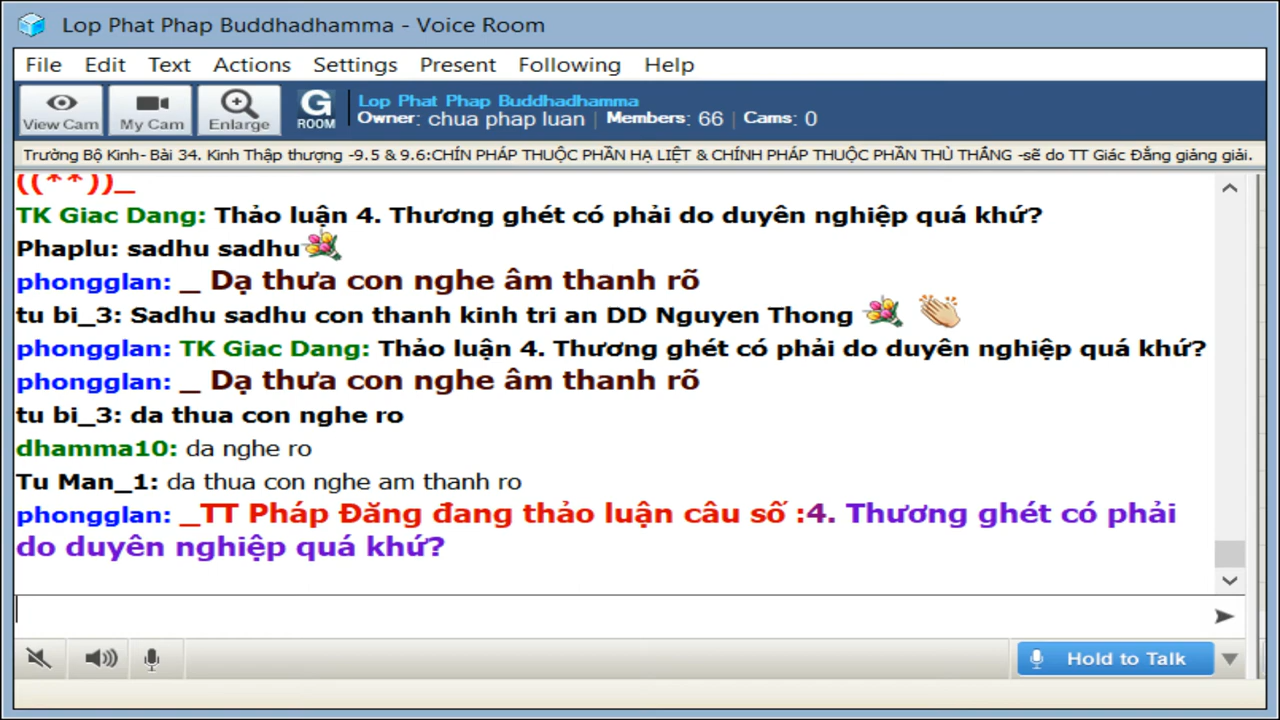 Lop Phat Phap Buddhadhamma - Voice Room
File Edit Text Actions Settings Present Following Help
View Cam My Cam Enlarge G ROOM
Lop Phat Phap Buddhadhamma
Owner: chua phap luan | Members: 66 | Cams: 0
Trường Bộ Kinh- Bài 34. Kinh Thập thượng -9.5 & 9.6:CHÍN PHÁP THUỘC PHẦN HẠ LIỆT & CHÍNH PHÁP THUỘC PHẦN THÙ THẮNG -sẽ do TT Giác Đẳng giảng giải.
((**))_
TK Giac Dang: Thảo luận 4. Thương ghét có phải do duyên nghiệp quá khứ?
Phaplu: sadhu sadhu
phongglan: _ Dạ thưa con nghe âm thanh rõ
tu bi_3: Sadhu sadhu con thanh kinh tri an DD Nguyen Thong
phongglan: TK Giac Dang: Thảo luận 4. Thương ghét có phải do duyên nghiệp quá khứ?
phongglan: _ Dạ thưa con nghe âm thanh rõ
tu bi_3: da thua con nghe ro
dhamma10: da nghe ro
Tu Man_1: da thua con nghe am thanh ro
phongglan: _TT Pháp Đăng đang thảo luận câu số :4. Thương ghét có phải
do duyên nghiệp quá khứ?
Hold to Talk